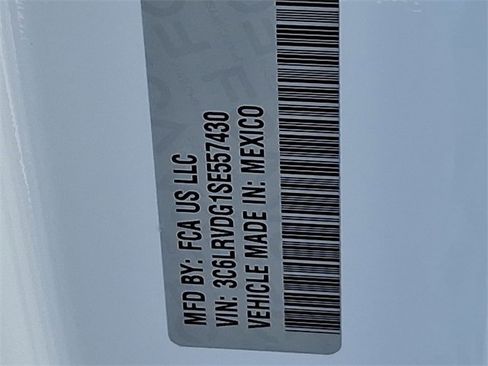 MFD BY: FCA US LLC
VIN: 3C6LRVDG1SE557430
VEHICLE MADE IN: MEXICO